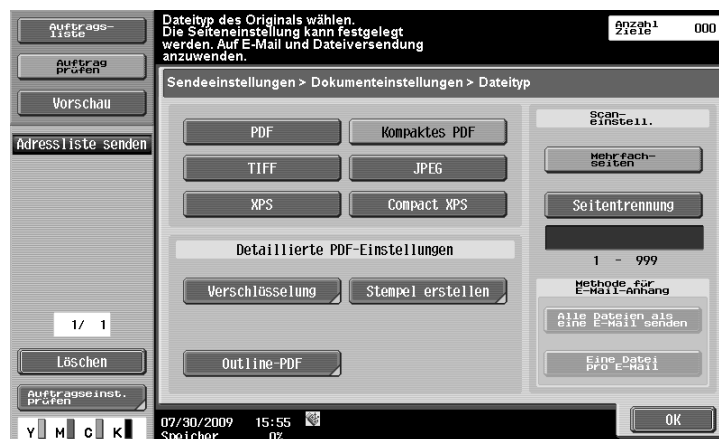 Auftrags-
liste
Auftrag
prüfen
Vorschau
Adressliste senden
1/ 1
Löschen
Auftragseinst.
prüfen
Y M C K
Dateityp des Originals wählen.
Die Seiteneinstellung kann festgelegt
werden. Auf E-Mail und Dateiversendung
anzuwenden.
Anzahl
Ziele 000
Sendeeinstellungen > Dokumenteinstellungen > Dateityp
PDF
Kompaktes PDF
TIFF
JPEG
XPS
Compact XPS
Detaillierte PDF-Einstellungen
Verschlüsselung
Stempel erstellen
Outline-PDF
Scan-
einstell.
Mehrfach-
seiten
Seitentrennung
1 - 999
Methode für
E-Mail-Anhang
Alle Dateien als
eine E-Mail senden
Eine Datei
pro E-Mail
07/30/2009 15:55
Speicher 0%
OK